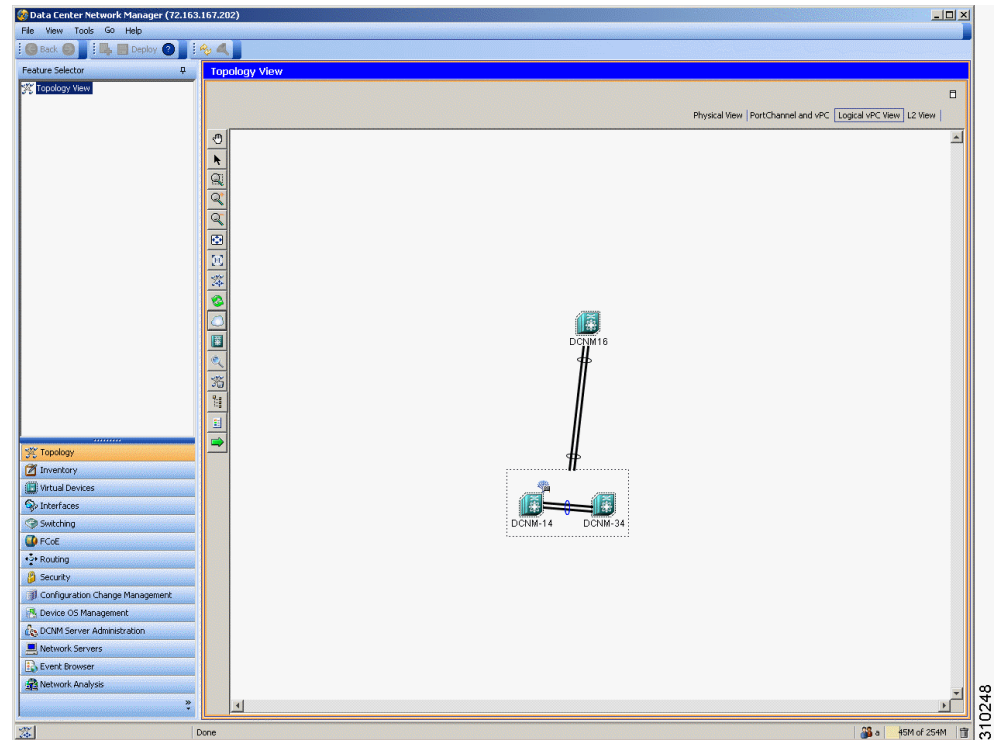 Data Center Network Manager (72.163.167.202)
File View Tools Go Help
Back Deploy ?
Feature Selector
Topology View
Topology View
Physical View | PortChannel and vPC | Logical vPC View | L2 View |
DCNM16
DCNM-14
DCNM-34
Topology
Inventory
Virtual Devices
Interfaces
Switching
FCoE
Routing
Security
Configuration Change Management
Device OS Management
DCNM Server Administration
Network Servers
Event Browser
Network Analysis
Done
a
45M of 254M
310248